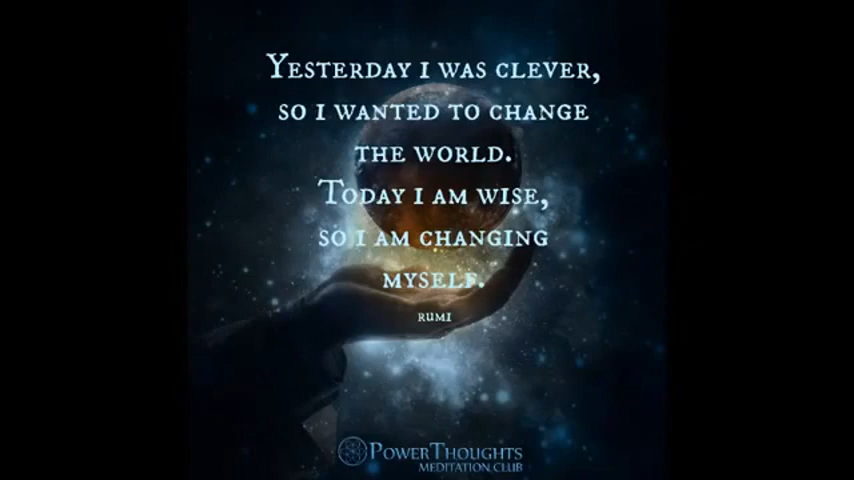 Yesterday I was clever,
so I wanted to change
the world.
Today I am wise,
so I am changing
myself.
Rumi
PowerThoughts
Meditation Club